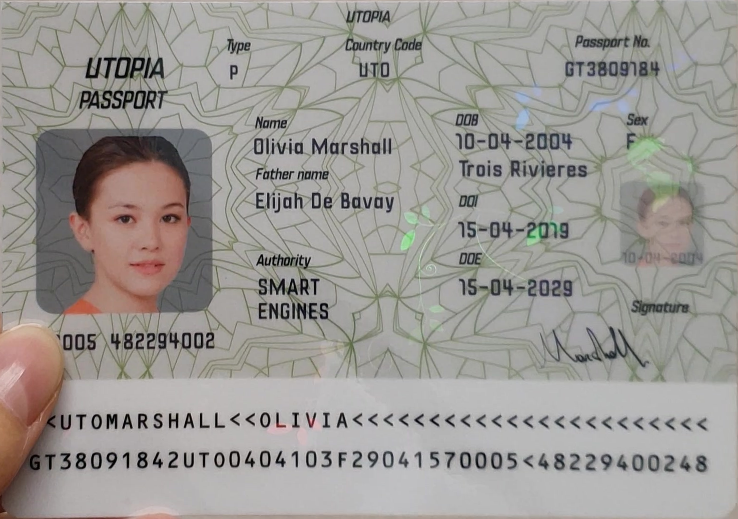 UTOPIA
UTOPIA
PASSPORT
Type
P
Country Code
UTO
Passport No.
GT3809184
Name
Olivia Marshall
Father name
Elijah De Bavay
Authority
SMART
ENGINES
DOB
10-04-2004
Trois Rivieres
DOI
15-04-2019
DOE
15-04-2029
Sex
F
10-04-2004
Signature
Marshall
005 482294002
<UTOMARSHALL<<OLIVIA<<<<<<<<<<<<<<<<<<<<<<<<
GT38091842UTO0404103F29041570005<48229400248